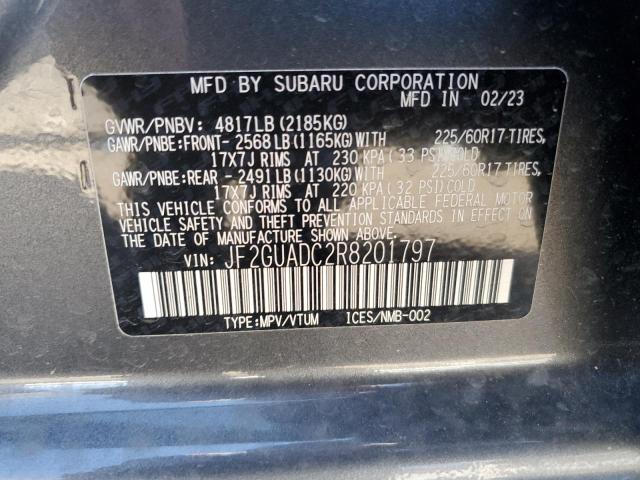 MFD BY SUBARU CORPORATION
MFD IN 02/23
GVWR/PNBV: 4817LB (2185KG)
GAWR/PNBE:FRONT- 2568LB (1165KG)WITH 225/60R17 TIRES,
17X7J RIMS AT 230 KPA (33 PSI)COLD
GAWR/PNBE:REAR - 2491LB (1130KG)WITH 225/60R17 TIRES,
17X7J RIMS AT 220 KPA (32 PSI)COLD
THIS VEHICLE CONFORMS TO ALL APPLICABLE FEDERAL MOTOR
VEHICLE SAFETY AND THEFT PREVENTION STANDARDS IN EFFECT
ON THE DATE OF MANUFACTURE SHOWN ABOVE.
VIN: JF2GUADC2R8201797
TYPE:MPV/VTUM ICES/NMB-002